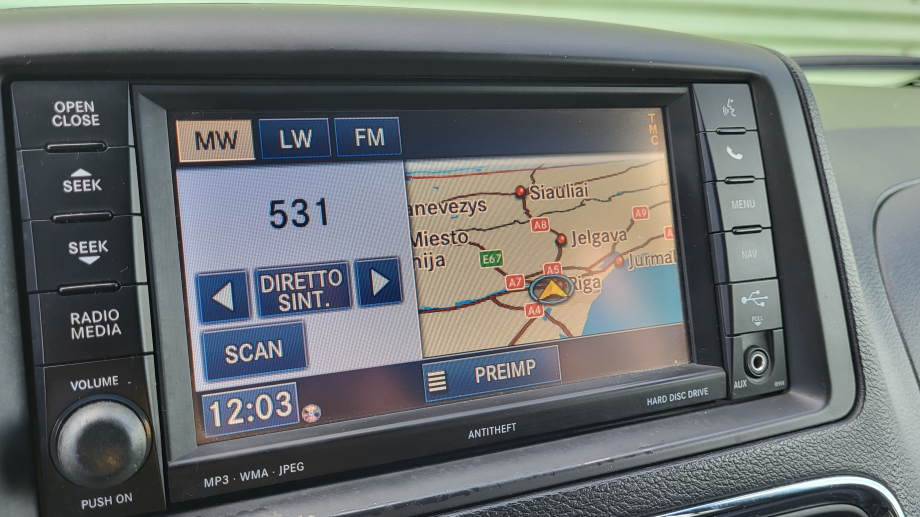 OPEN
CLOSE
SEEK
SEEK
RADIO
MEDIA
VOLUME
PUSH ON
MW
LW
FM
TMC
531
DIRETTO
SINT.
SCAN
12:03
PREIMP
anevezys
Siauliai
Miesto
nija
Jelgava
Jurmal
Riga
A8
A9
E67
A7
A5
A4
A
MENU
NAV
PULL
AUX
MP3 · WMA · JPEG
ANTITHEFT
HARD DISC DRIVE